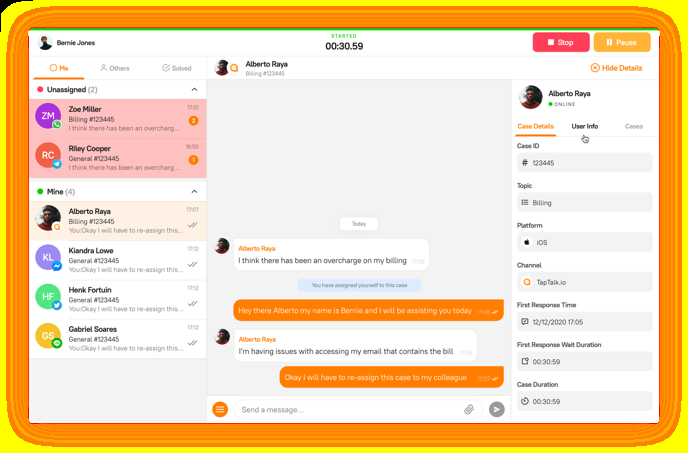 Bernie Jones
STARTED
00:30.59
Stop
Pause
Me
Others
Solved
Unassigned (2)
ZM
Zoe Miller
17:01
Billing #123445
2
I think there has been an overcharg...
RC
Riley Cooper
16:55
General #123445
1
I think there has been an overcharg...
Mine (4)
Alberto Raya
17:07
Billing #123445
You:Okay I will have to re-assign this...
KL
Kiandra Lowe
17:12
General #123445
You:Okay I will have to re-assign this...
HF
Henk Fortuin
17:12
General #123445
You:Okay I will have to re-assign this...
GS
Gabriel Soares
17:12
General #123445
You:Okay I will have to re-assign this...
Alberto Raya
Billing #123445
Hide Details
Today
Alberto Raya
I think there has been an overcharge on my billing
17:05
You have assigned yourself to this case
Hey there Alberto my name is Bernie and I will be assisting you today
17:05
Alberto Raya
I'm having issues with accessing my email that contains the bill
17:06
Okay I will have to re-assign this case to my colleague
17:07
Send a message...
Alberto Raya
ONLINE
Case Details
User Info
Cases
Case ID
# 123445
Topic
Billing
Platform
iOS
Channel
TapTalk.io
First Response Time
12/12/2020 17:05
First Response Wait Duration
00:30:59
Case Duration
00:30:59